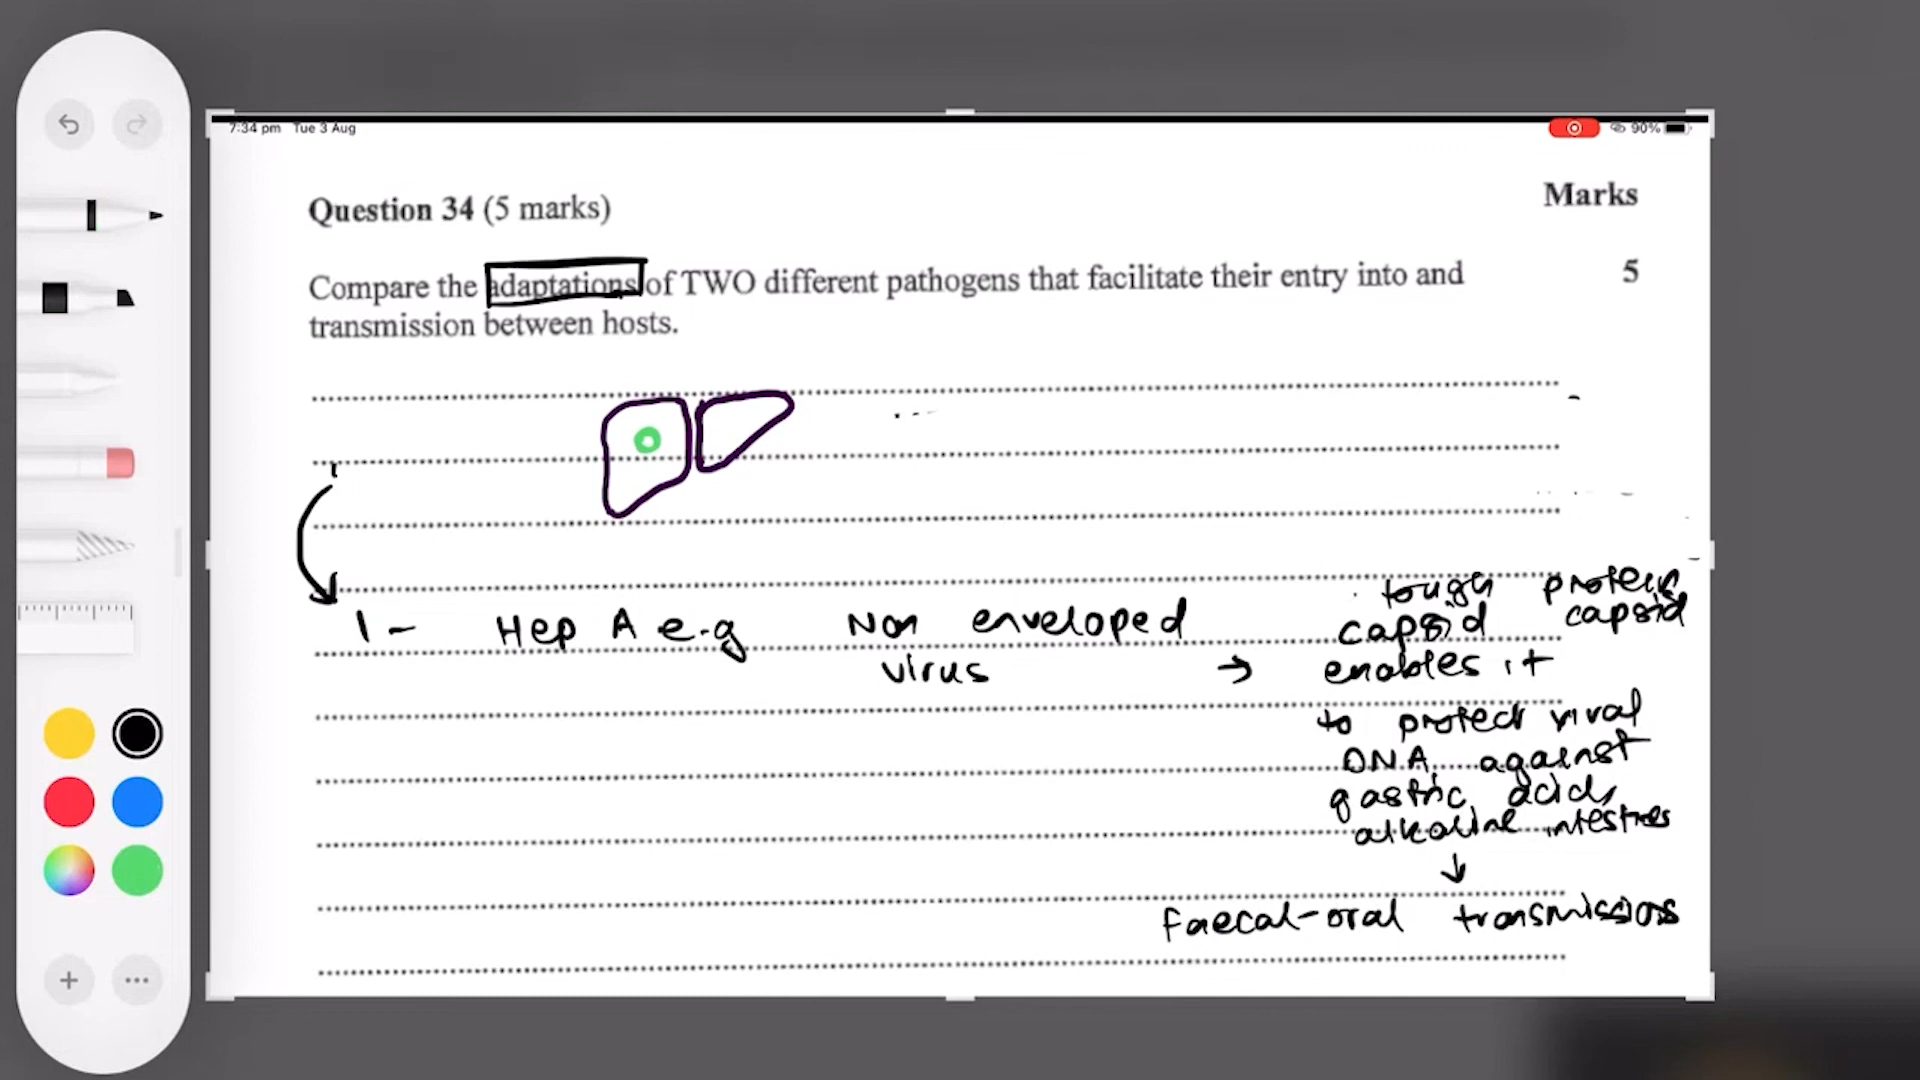 7:34 pm Tue 3 Aug
90%
Question 34 (5 marks)
Marks
Compare the adaptations of TWO different pathogens that facilitate their entry into and
5
transmission between hosts.
1 - Hep A e.g Non enveloped
virus
→ tough protein
capsid capsid
enables it
to protect viral
DNA against
gastric acid,
alkaline intestines
↓
Faecal-oral transmission